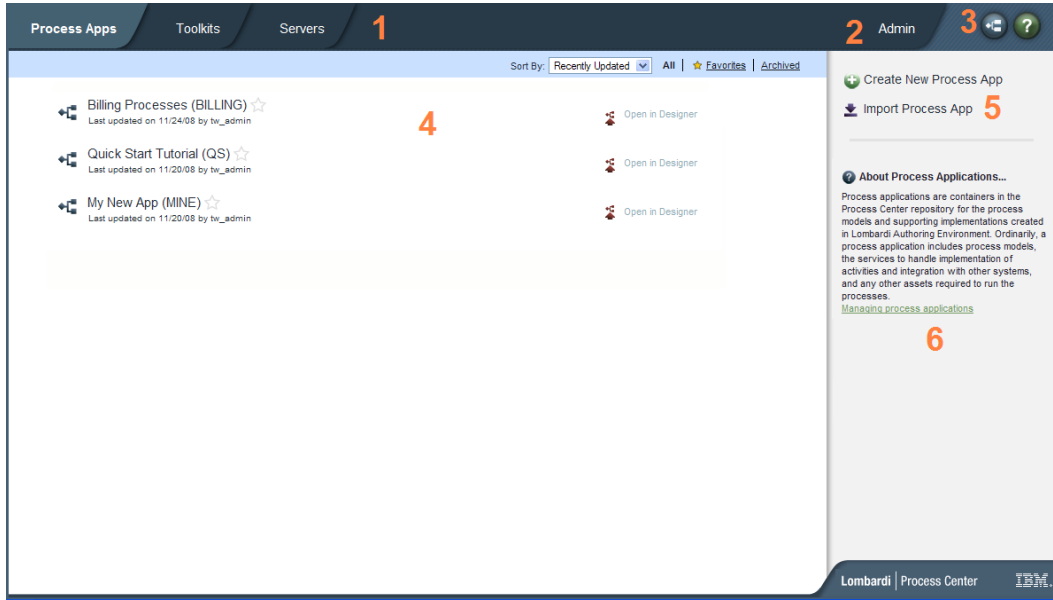 Process Apps Toolkits Servers 1 2 Admin 3 ?
Sort By: Recently Updated All | Favorites | Archived
Billing Processes (BILLING)
Last updated on 11/24/08 by tw_admin
Open in Designer
4
Quick Start Tutorial (QS)
Last updated on 11/20/08 by tw_admin
Open in Designer
My New App (MINE)
Last updated on 11/20/08 by tw_admin
Open in Designer
Create New Process App
Import Process App 5
? About Process Applications...
Process applications are containers in the
Process Center repository for the process
models and supporting implementations created
in Lombardi Authoring Environment. Ordinarily, a
process application includes process models,
the services to handle implementation of
activities and integration with other systems,
and any other assets required to run the
processes.
Managing process applications
6
Lombardi | Process Center IBM.